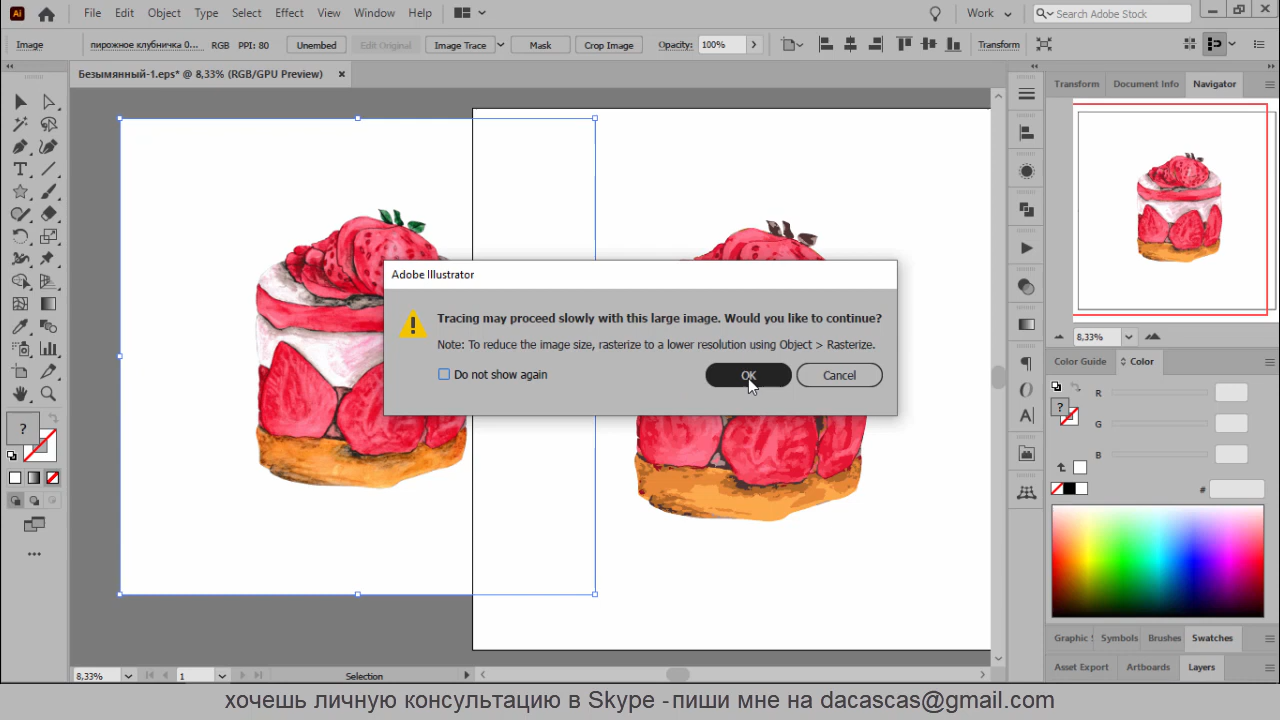 Ai File Edit Object Type Select Effect View Window Help Work Search Adobe Stock
Image пирожное клубничка 0... RGB PPI: 80 Unembed Edit Original Image Trace Mask Crop Image Opacity: 100% Transform
Безымянный-1.eps* @ 8,33% (RGB/GPU Preview)
Transform Document Info Navigator
Adobe Illustrator
Tracing may proceed slowly with this large image. Would you like to continue?
Note: To reduce the image size, rasterize to a lower resolution using Object > Rasterize.
Do not show again OK Cancel
8,33%
Color Guide Color
R
G
B
#
Graphic S Symbols Brushes Swatches
Asset Export Artboards Layers
8,33% 1 Selection
хочешь личную консультацию в Skype -пиши мне на dacascas@gmail.com